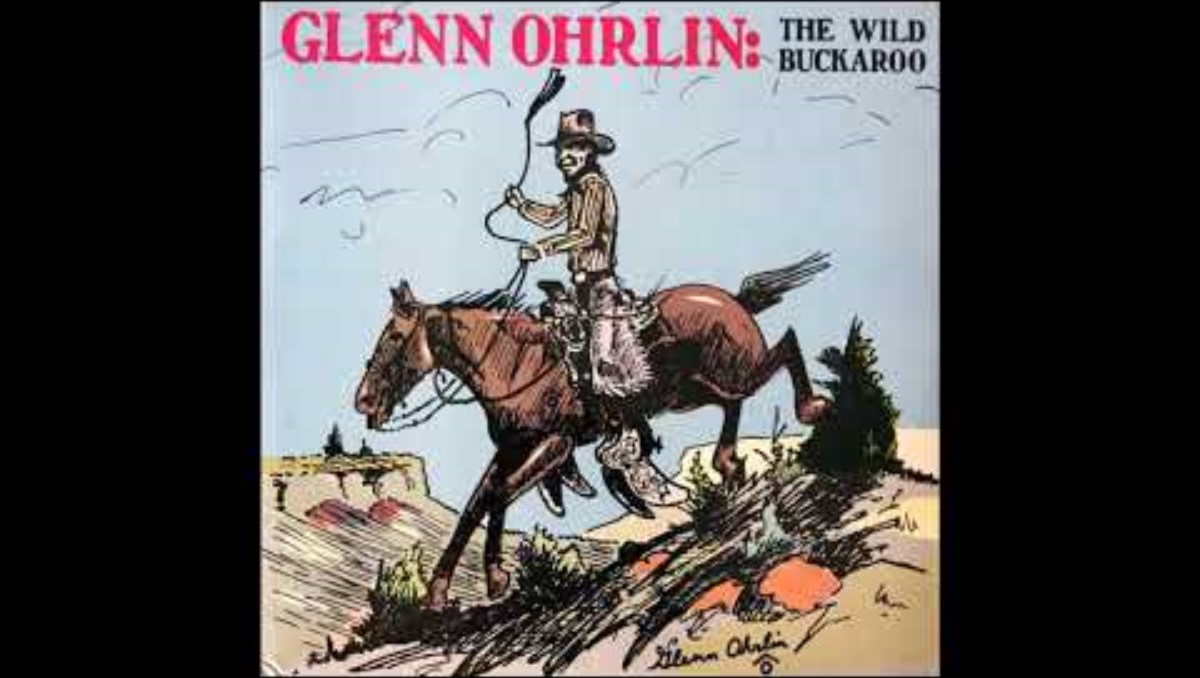 GLENN OHRLIN:
THE WILD
BUCKAROO
Glenn Ohrlin